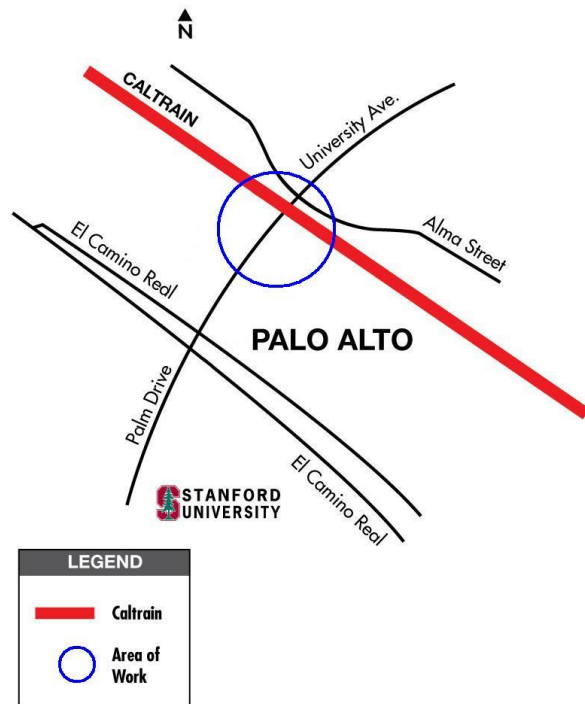 N
CALTRAIN
University Ave.
Alma Street
El Camino Real
PALO ALTO
Palm Drive
El Camino Real
STANFORD
UNIVERSITY
LEGEND
Caltrain
Area of
Work